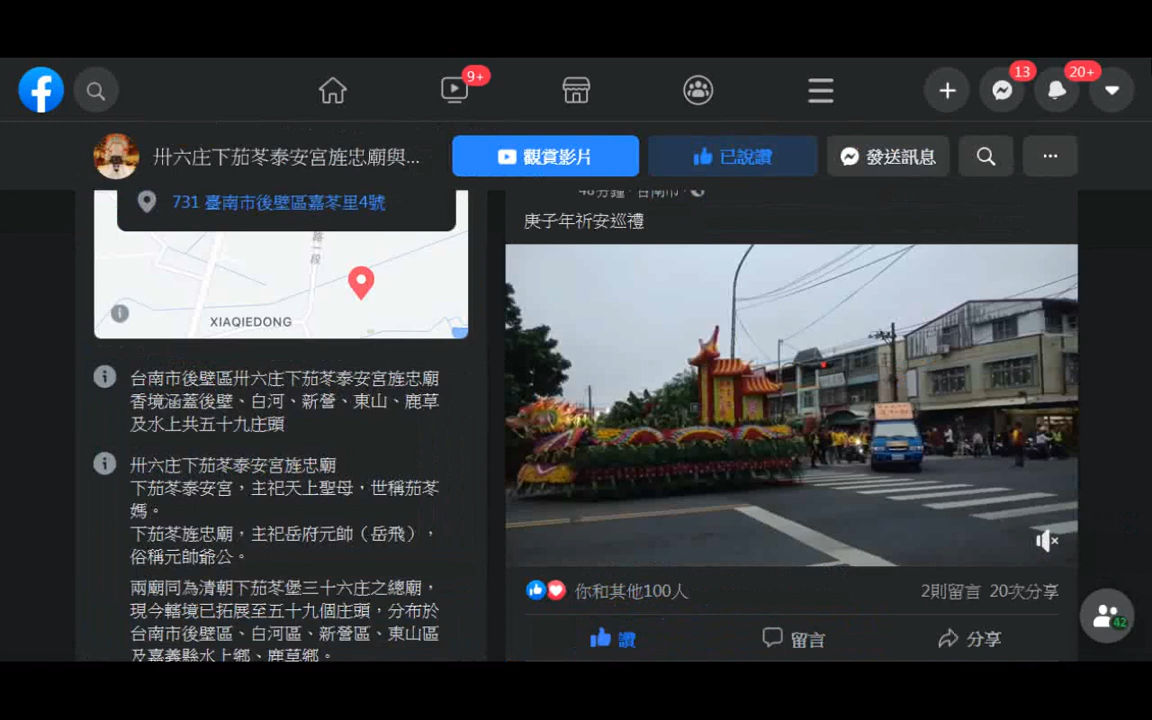 9+
13
20+
卅六庄下茄苳泰安宮旌忠廟與...
觀賞影片
已說讚
發送訊息
731 臺南市後壁區嘉苳里4號
路一段
XIAQIEDONG
台南市後壁區卅六庄下茄苳泰安宮旌忠廟
香境涵蓋後壁、白河、新營、東山、鹿草
及水上共五十九庄頭
卅六庄下茄苳泰安宮旌忠廟
下茄苳泰安宮，主祀天上聖母，世稱茄苳
媽。
下茄苳旌忠廟，主祀岳府元帥（岳飛），
俗稱元帥爺公。
兩廟同為清朝下茄苳堡三十六庄之總廟，
現今轄境已拓展至五十九個庄頭，分布於
台南市後壁區、白河區、新營區、東山區
及嘉義縣水上鄉、鹿草鄉。
48分鐘 · 台南市 ·
庚子年祈安巡禮
你和其他100人
2則留言 20次分享
讚
留言
分享
42